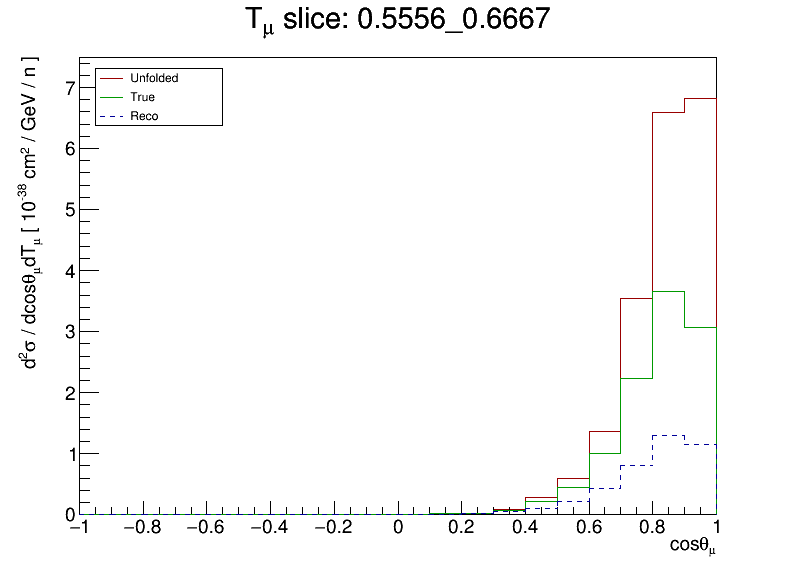 Tμ slice: 0.5556_0.6667
d²σ / dcosθμdTμ [ 10⁻³⁸ cm² / GeV / n ]
Unfolded
True
Reco
7
6
5
4
3
2
1
0
−1 −0.8 −0.6 −0.4 −0.2 0 0.2 0.4 0.6 0.8 1
cosθμ